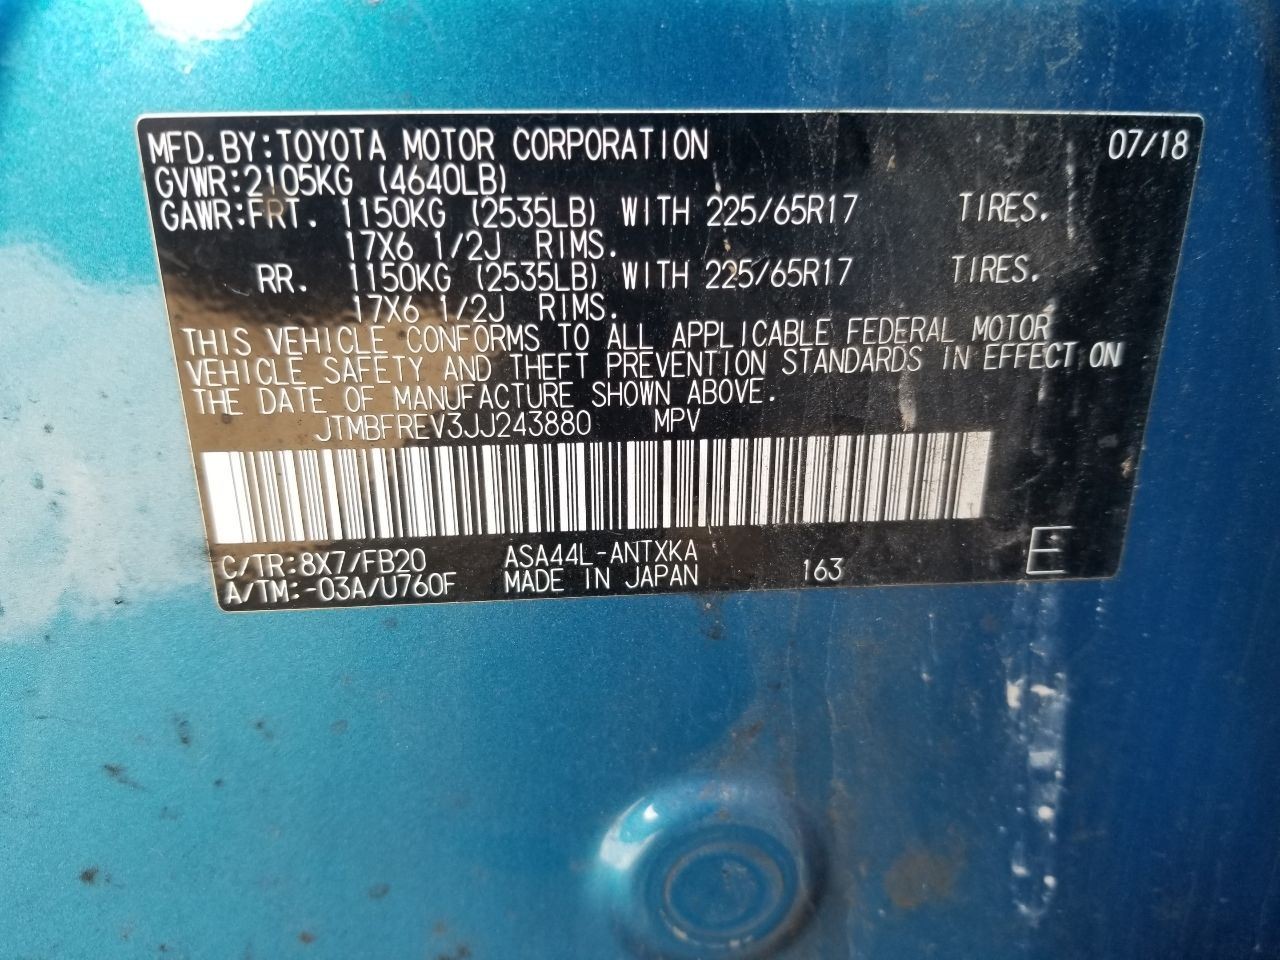 MFD.BY:TOYOTA MOTOR CORPORATION 07/18
GVWR:2105KG (4640LB)
GAWR:FRT. 1150KG (2535LB) WITH 225/65R17 TIRES.
17X6 1/2J RIMS.
RR. 1150KG (2535LB) WITH 225/65R17 TIRES.
17X6 1/2J RIMS.
THIS VEHICLE CONFORMS TO ALL APPLICABLE FEDERAL MOTOR
VEHICLE SAFETY AND THEFT PREVENTION STANDARDS IN EFFECT ON
THE DATE OF MANUFACTURE SHOWN ABOVE.
JTMBFREV3JJ243880 MPV
C/TR:8X7/FB20 ASA44L-ANTXKA 163 E
A/TM:-03A/U760F MADE IN JAPAN